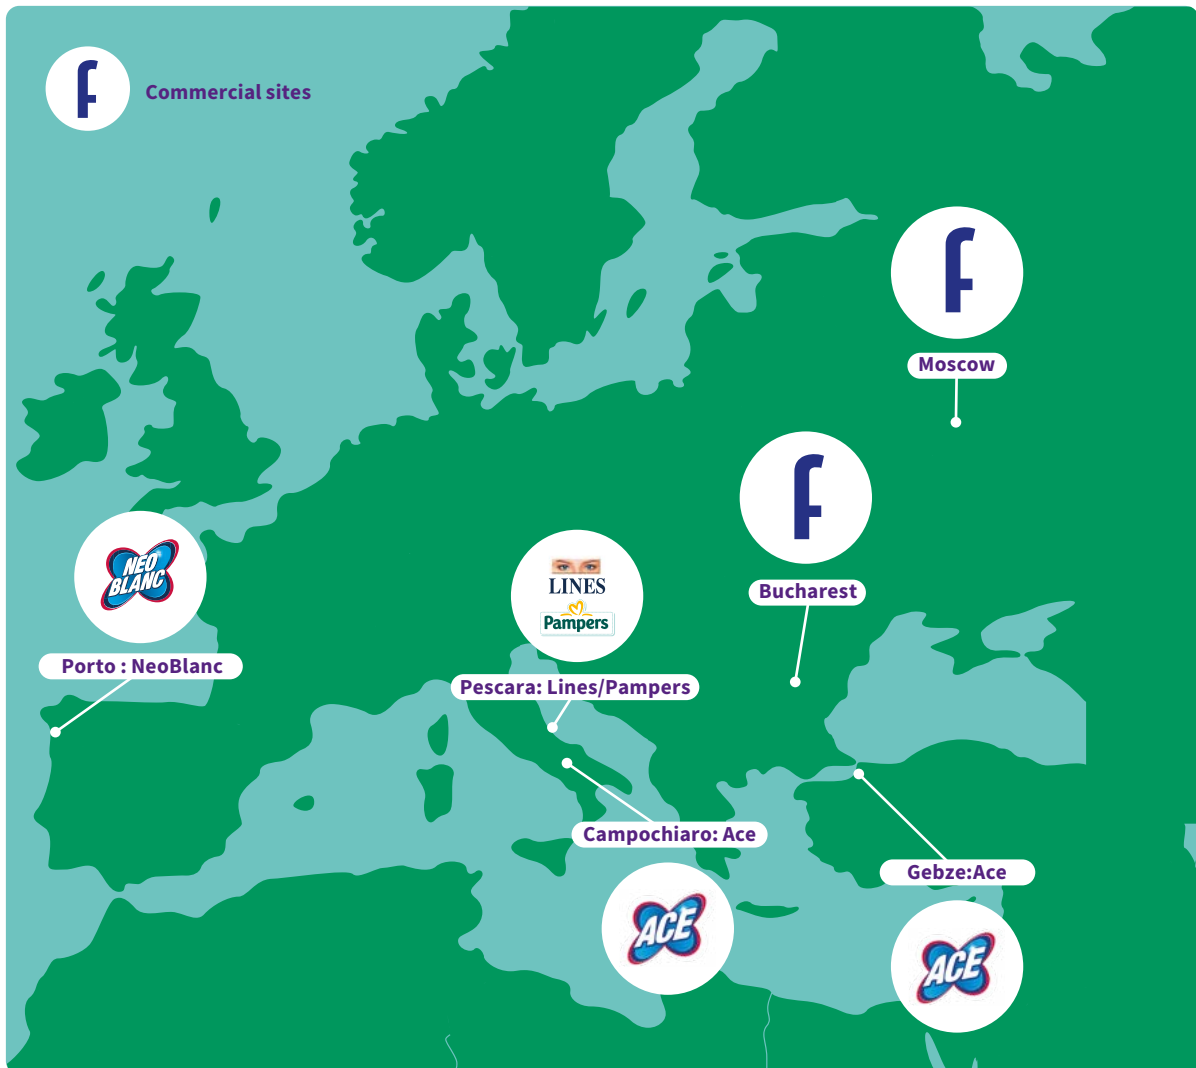 f
Commercial sites
f
Moscow
f
Bucharest
NEO
BLANC
Porto : NeoBlanc
LINES
Pampers
Pescara: Lines/Pampers
Campochiaro: Ace
ACE
Gebze:Ace
ACE